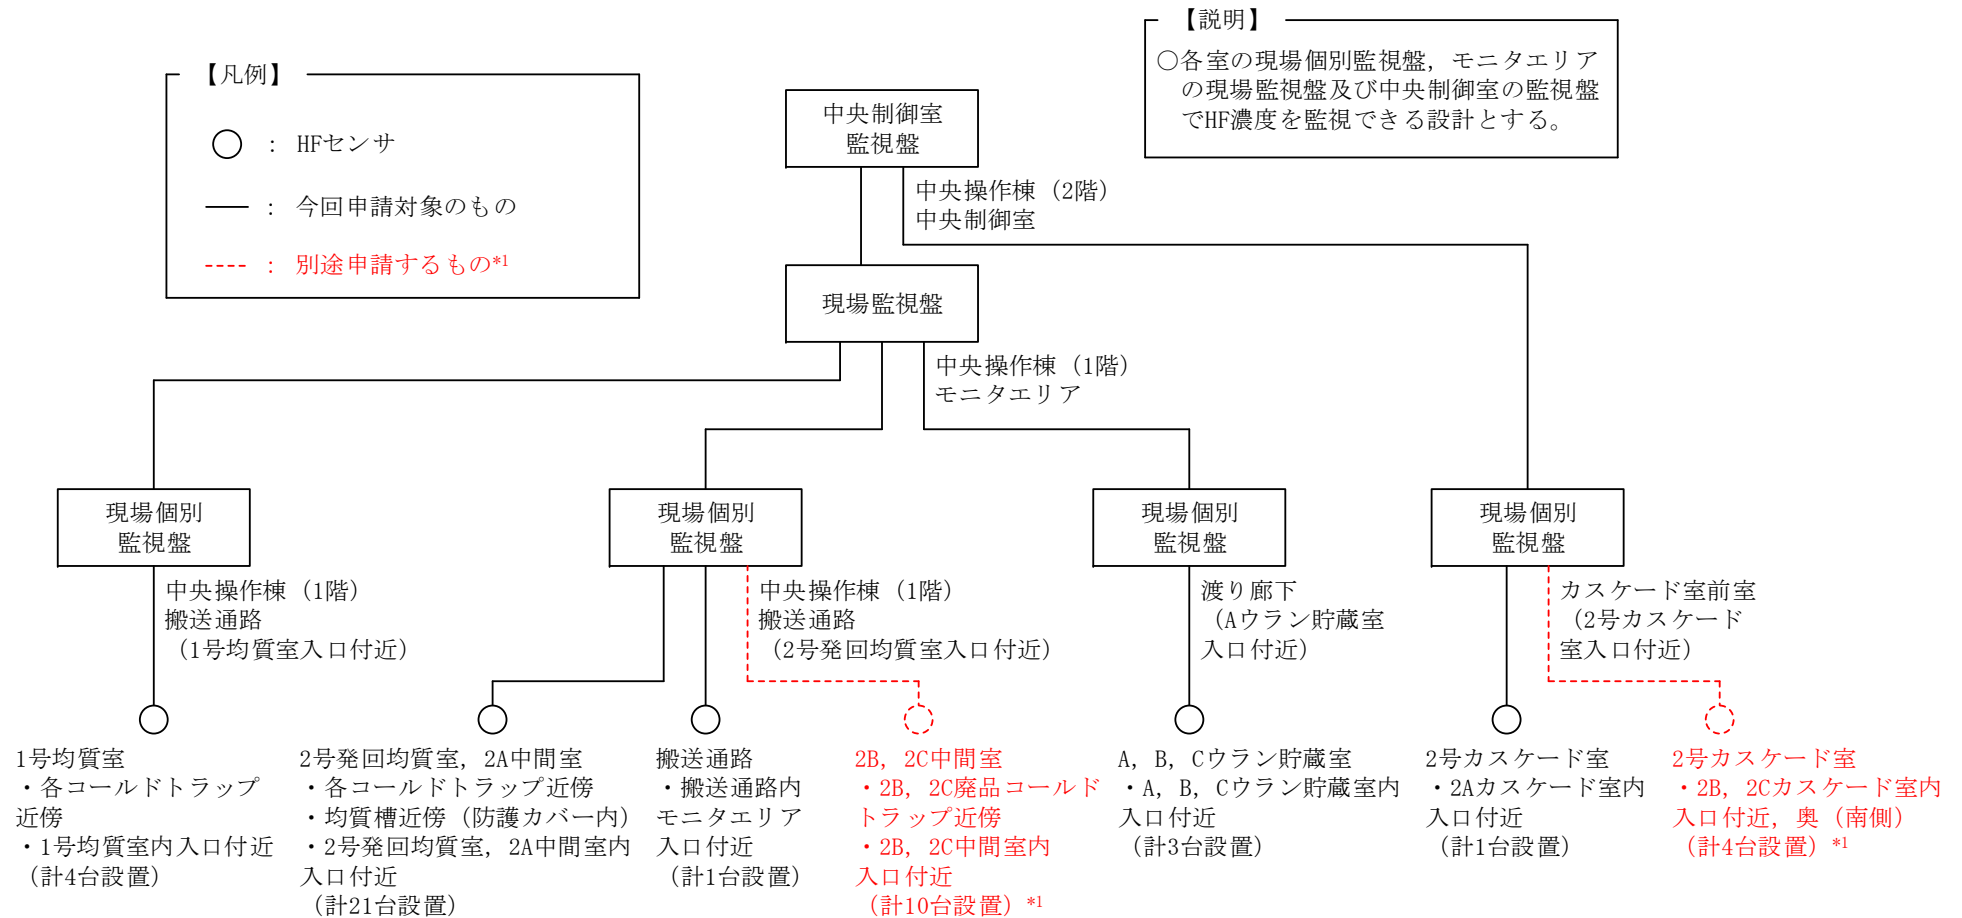 【説明】
○各室の現場個別監視盤，モニタエリア
の現場監視盤及び中央制御室の監視盤
でHF濃度を監視できる設計とする。
【凡例】
： HFセンサ
： 今回申請対象のもの
： 別途申請するもの*1
中央制御室
監視盤
中央操作棟（2階）
中央制御室
現場監視盤
中央操作棟（1階）
モニタエリア
現場個別
監視盤
中央操作棟（1階）
搬送通路
（1号均質室入口付近）
現場個別
監視盤
中央操作棟（1階）
搬送通路
（2号発回均質室入口付近）
現場個別
監視盤
渡り廊下
（Aウラン貯蔵室
入口付近）
現場個別
監視盤
カスケード室前室
（2号カスケード
室入口付近）
1号均質室
・各コールドトラップ
近傍
・1号均質室内入口付近
（計4台設置）
2号発回均質室，2A中間室
・各コールドトラップ近傍
・均質槽近傍（防護カバー内）
・2号発回均質室，2A中間室内
入口付近
（計21台設置）
搬送通路
・搬送通路内
モニタエリア
入口付近
（計1台設置）
2B，2C中間室
・2B，2C廃品コールド
トラップ近傍
・2B，2C中間室内
入口付近
（計10台設置）*1
A，B，Cウラン貯蔵室
・A，B，Cウラン貯蔵室内
入口付近
（計3台設置）
2号カスケード室
・2Aカスケード室内
入口付近
（計1台設置）
2号カスケード室
・2B，2Cカスケード室内
入口付近，奥（南側）
（計4台設置）*1